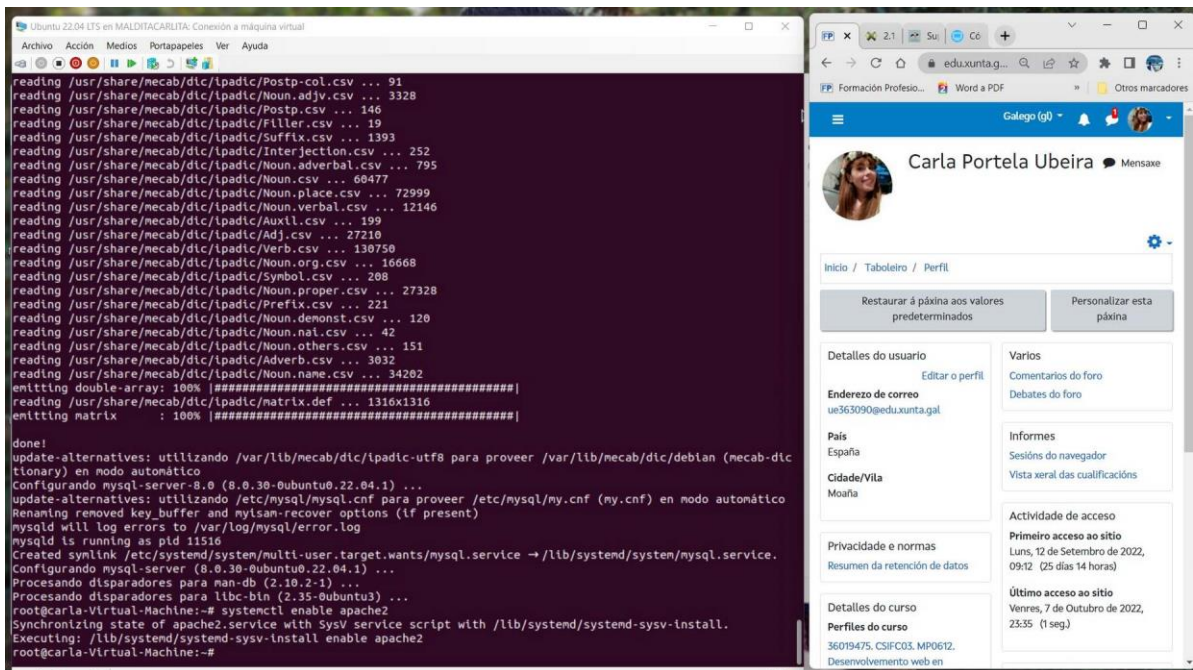 Ubuntu 22.04 LTS en MALDITACARLITA: Conexión a máquina virtual
Archivo Acción Medios Portapapeles Ver Ayuda
reading /usr/share/mecab/dic/ipadic/Postp-col.csv ... 91
reading /usr/share/mecab/dic/ipadic/Noun.adjv.csv ... 3328
reading /usr/share/mecab/dic/ipadic/Postp.csv ... 146
reading /usr/share/mecab/dic/ipadic/Filler.csv ... 19
reading /usr/share/mecab/dic/ipadic/Suffix.csv ... 1393
reading /usr/share/mecab/dic/ipadic/Interjection.csv ... 252
reading /usr/share/mecab/dic/ipadic/Noun.adverbal.csv ... 795
reading /usr/share/mecab/dic/ipadic/Noun.csv ... 60477
reading /usr/share/mecab/dic/ipadic/Noun.place.csv ... 72999
reading /usr/share/mecab/dic/ipadic/Noun.verbal.csv ... 12146
reading /usr/share/mecab/dic/ipadic/Auxil.csv ... 199
reading /usr/share/mecab/dic/ipadic/Adj.csv ... 27210
reading /usr/share/mecab/dic/ipadic/Verb.csv ... 130750
reading /usr/share/mecab/dic/ipadic/Noun.org.csv ... 16668
reading /usr/share/mecab/dic/ipadic/Symbol.csv ... 208
reading /usr/share/mecab/dic/ipadic/Noun.proper.csv ... 27328
reading /usr/share/mecab/dic/ipadic/Prefix.csv ... 221
reading /usr/share/mecab/dic/ipadic/Noun.demonst.csv ... 120
reading /usr/share/mecab/dic/ipadic/Noun.nai.csv ... 42
reading /usr/share/mecab/dic/ipadic/Noun.others.csv ... 151
reading /usr/share/mecab/dic/ipadic/Adverb.csv ... 3032
reading /usr/share/mecab/dic/ipadic/Noun.name.csv ... 34202
emitting double-array: 100% |###########################################|
reading /usr/share/mecab/dic/ipadic/matrix.def ... 1316x1316
emitting matrix      : 100% |###########################################|
done!
update-alternatives: utilizando /var/lib/mecab/dic/ipadic-utf8 para proveer /var/lib/mecab/dic/debian (mecab-dic
tionary) en modo automático
Configurando mysql-server-8.0 (8.0.30-0ubuntu0.22.04.1) ...
update-alternatives: utilizando /etc/mysql/mysql.cnf para proveer /etc/mysql/my.cnf (my.cnf) en modo automático
Renaming removed key_buffer and myisam-recover options (if present)
mysqld will log errors to /var/log/mysql/error.log
mysqld is running as pid 11516
Created symlink /etc/systemd/system/multi-user.target.wants/mysql.service → /lib/systemd/system/mysql.service.
Configurando mysql-server (8.0.30-0ubuntu0.22.04.1) ...
Procesando disparadores para man-db (2.10.2-1) ...
Procesando disparadores para libc-bin (2.35-0ubuntu3) ...
root@carla-Virtual-Machine:~# systemctl enable apache2
Synchronizing state of apache2.service with SysV service script with /lib/systemd/systemd-sysv-install.
Executing: /lib/systemd/systemd-sysv-install enable apache2
root@carla-Virtual-Machine:~#
FP 2.1 Su Có
edu.xunta.g...
FP Formación Profesio... Word a PDF » Otros marcadores
Galego (gl)
Carla Portela Ubeira Mensaxe
Inicio / Taboleiro / Perfil
Restaurar á páxina aos valores
predeterminados
Personalizar esta
páxina
Detalles do usuario
Editar o perfil
Enderezo de correo
ue363090@edu.xunta.gal
País
España
Cidade/Vila
Moaña
Privacidade e normas
Resumen da retención de datos
Detalles do curso
Perfiles do curso
36019475. CSIFC03. MP0612.
Desenvolvemento web en
Varios
Comentarios do foro
Debates do foro
Informes
Sesións do navegador
Vista xeral das cualificacións
Actividade de acceso
Primeiro acceso ao sitio
Luns, 12 de Setembro de 2022,
09:12 (25 días 14 horas)
Último acceso ao sitio
Venres, 7 de Outubro de 2022,
23:35 (1 seg.)